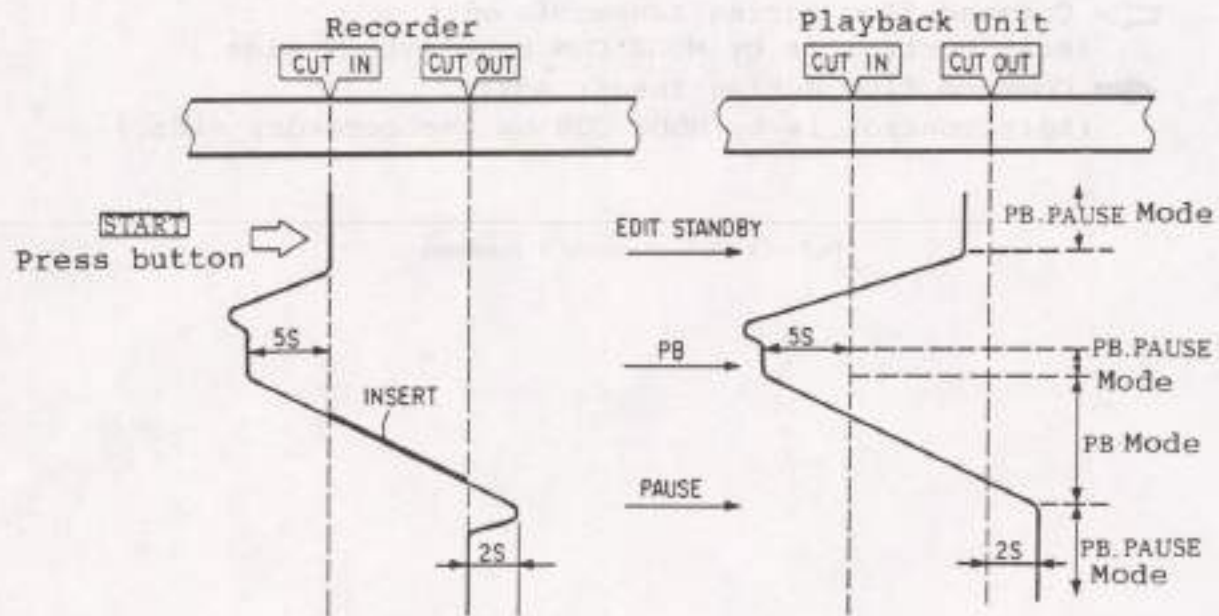 Recorder
Playback Unit
CUT IN
CUT OUT
CUT IN
CUT OUT
START
Press button
EDIT STANDBY
PB.PAUSE Mode
5S
PB
5S
PB.PAUSE
Mode
INSERT
PB Mode
PAUSE
2S
2S
PB.PAUSE
Mode